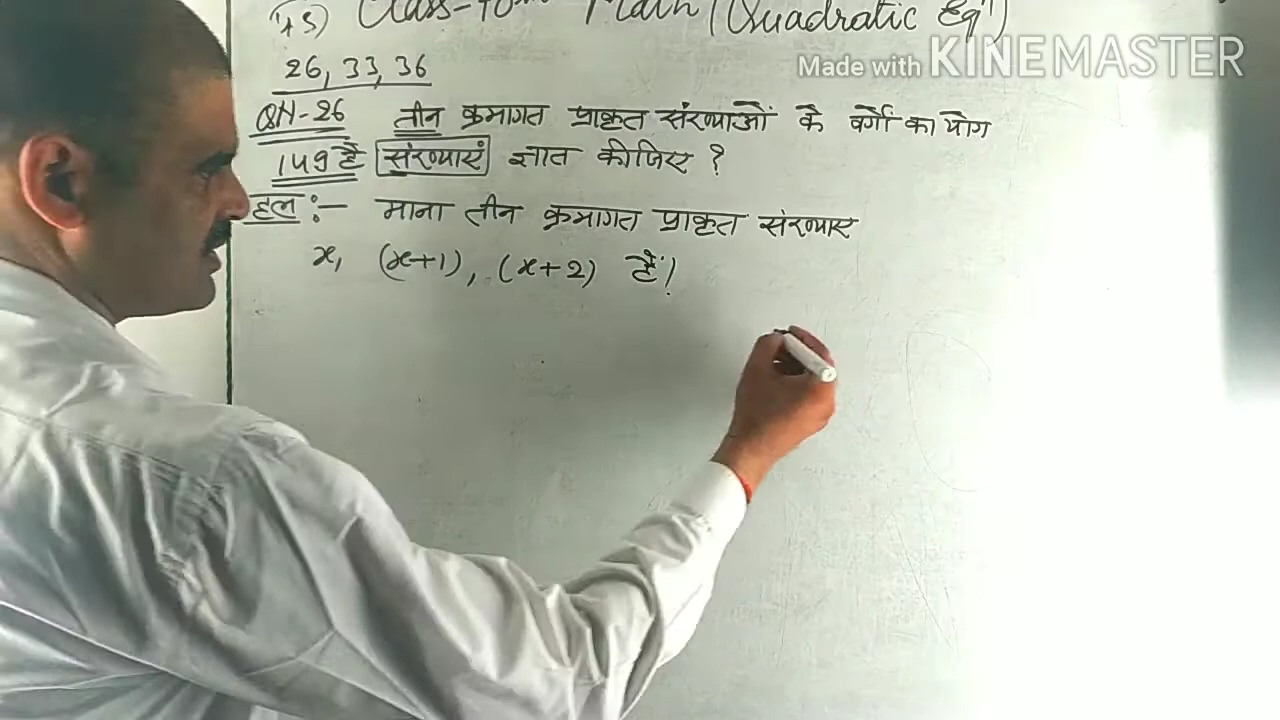 Class-10th Math (Quadratic Eqn)
Made with KINEMASTER
26, 33, 36
QN-26 तीन क्रमागत प्राकृत संख्याओं के वर्गों का योग
149 है संख्याएं ज्ञात कीजिए ?
हल :- माना तीन क्रमागत प्राकृत संख्याए
x, (x+1), (x+2) हैं।